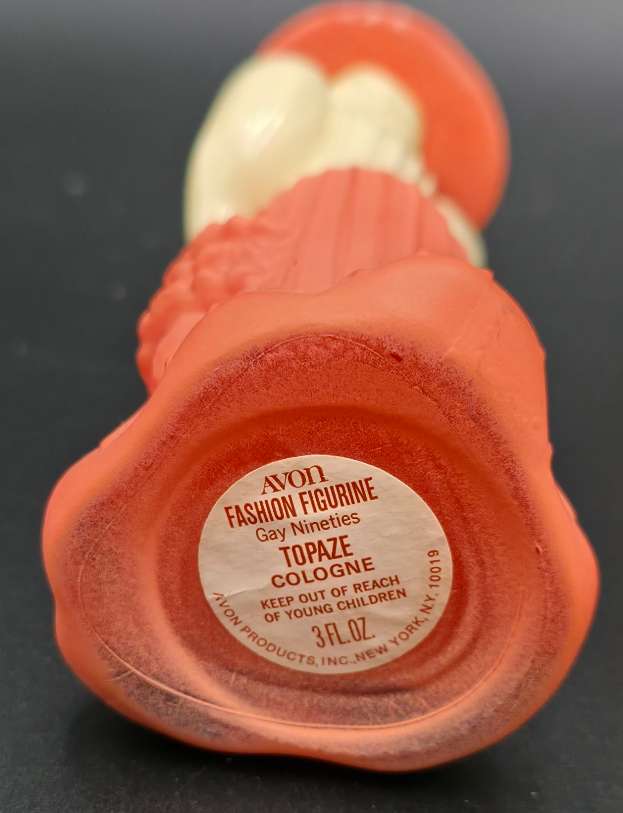 AVON
FASHION FIGURINE
Gay Nineties
TOPAZE
COLOGNE
KEEP OUT OF REACH
OF YOUNG CHILDREN
3 FL. OZ.
AVON PRODUCTS, INC., NEW YORK, N.Y. 10019